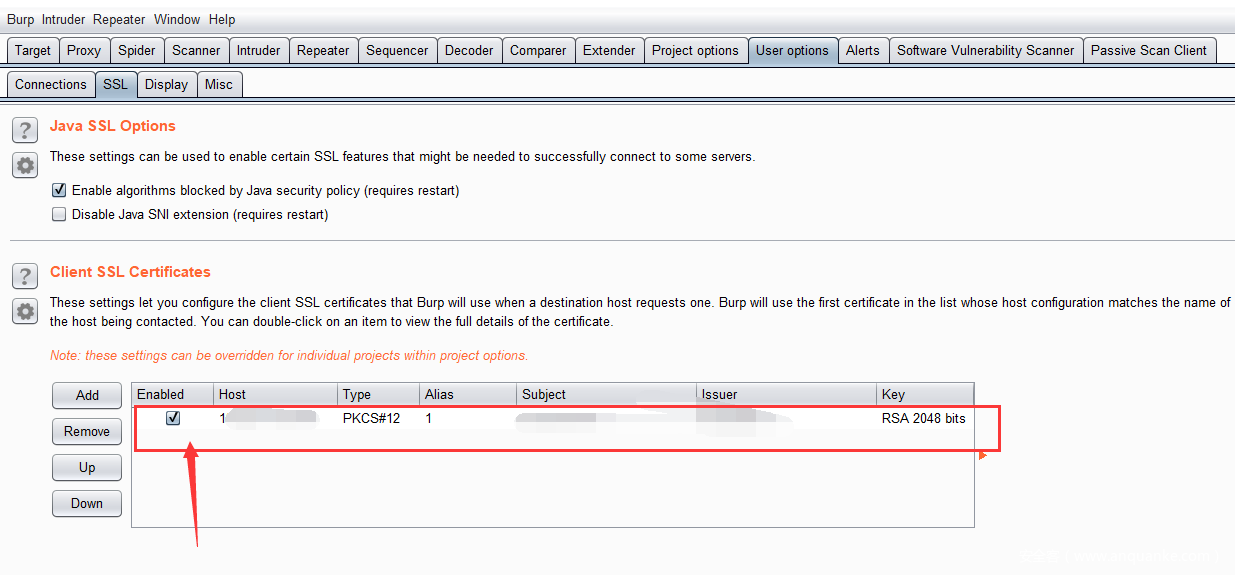 Burp Intruder Repeater Window Help
Target Proxy Spider Scanner Intruder Repeater Sequencer Decoder Comparer Extender Project options User options Alerts Software Vulnerability Scanner Passive Scan Client
Connections SSL Display Misc
? Java SSL Options
These settings can be used to enable certain SSL features that might be needed to successfully connect to some servers.
Enable algorithms blocked by Java security policy (requires restart)
Disable Java SNI extension (requires restart)
? Client SSL Certificates
These settings let you configure the client SSL certificates that Burp will use when a destination host requests one. Burp will use the first certificate in the list whose host configuration matches the name of
the host being contacted. You can double-click on an item to view the full details of the certificate.
Note: these settings can be overridden for individual projects within project options.
Add Enabled Host Type Alias Subject Issuer Key
1 PKCS#12 1 RSA 2048 bits
Remove
Up
Down